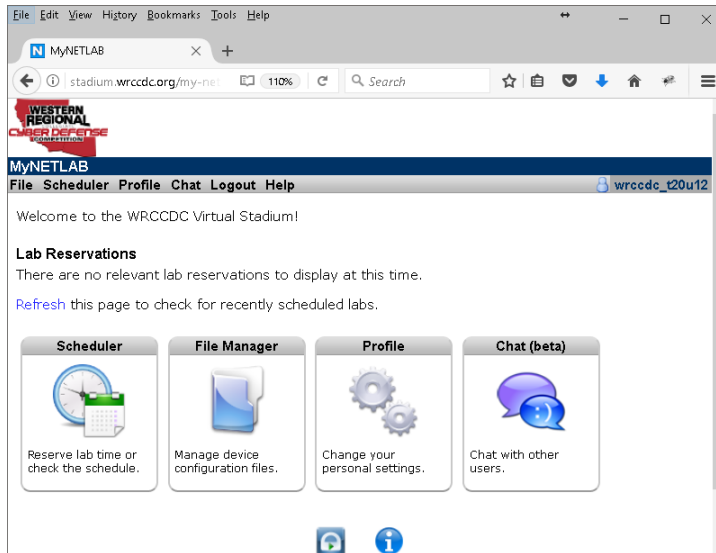 File Edit View History Bookmarks Tools Help
MyNETLAB
stadium.wrccdc.org/my-net 110% Search
WESTERN
REGIONAL
CYBER DEFENSE
COMPETITION
MyNETLAB
File Scheduler Profile Chat Logout Help wrccdc_t20u12
Welcome to the WRCCDC Virtual Stadium!
Lab Reservations
There are no relevant lab reservations to display at this time.
Refresh this page to check for recently scheduled labs.
Scheduler File Manager Profile Chat (beta)
Reserve lab time or Manage device Change your Chat with other
check the schedule. configuration files. personal settings. users.